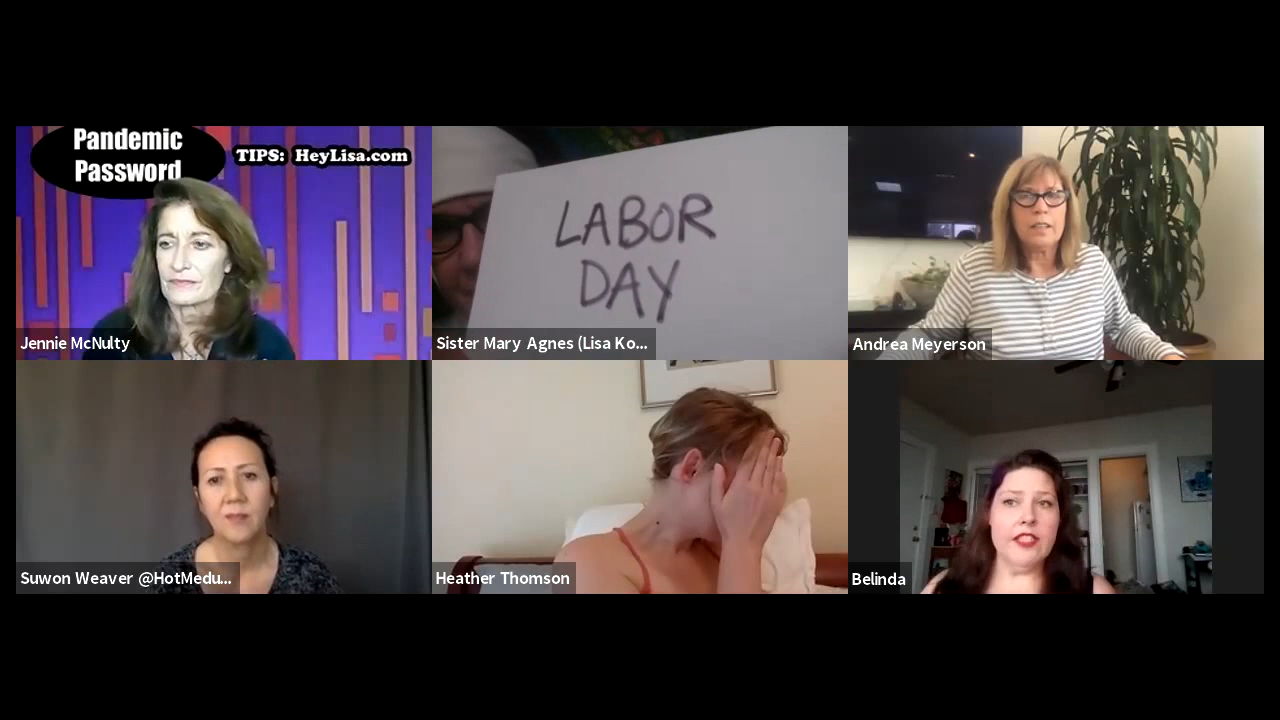 Pandemic
Password
TIPS: HeyLisa.com
LABOR
DAY
Jennie McNulty
Sister Mary Agnes (Lisa Ko...
Andrea Meyerson
Suwon Weaver @HotMedu...
Heather Thomson
Belinda